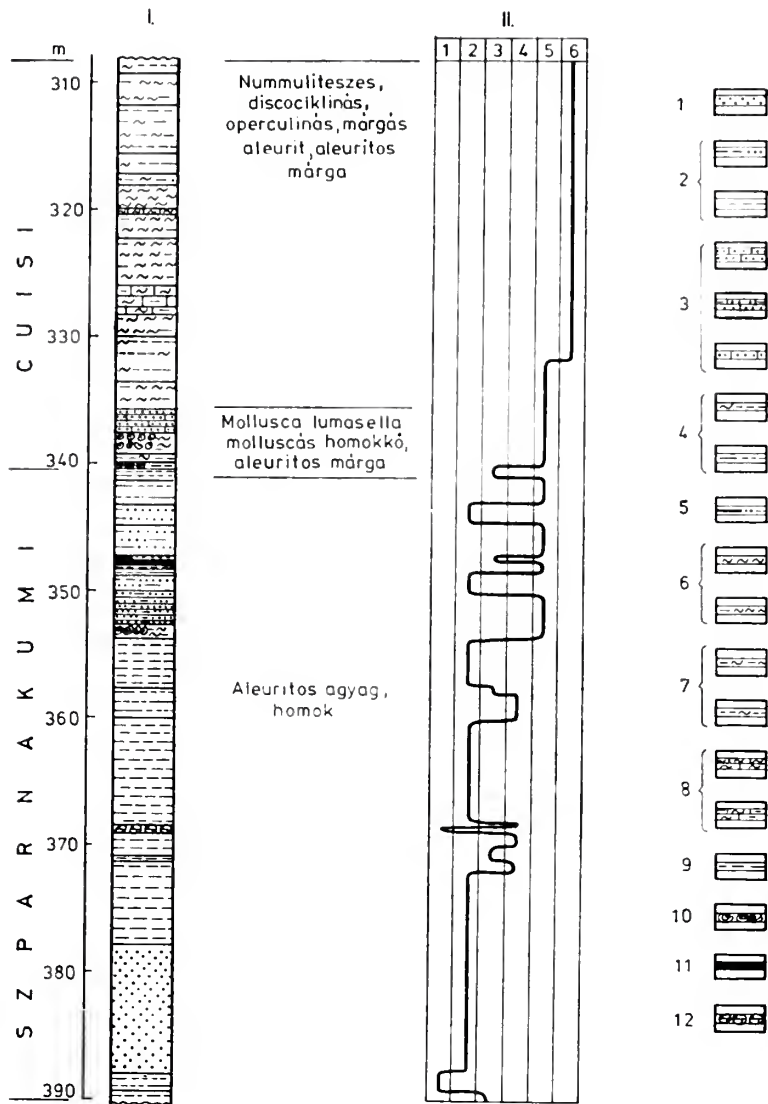 I.
II.
m
1 2 3 4 5 6
310
320
330
340
350
360
370
380
390
CUISI
SZPARNAKUMI
Nummuliteszes,
discociklinás,
operculinás, márgás
aleurit, aleuritos
márga
Mollusca lumasella
molluscás homokkő,
aleuritos márga
Aleuritos agyag,
homok
1
2
3
4
5
6
7
8
9
10
11
12